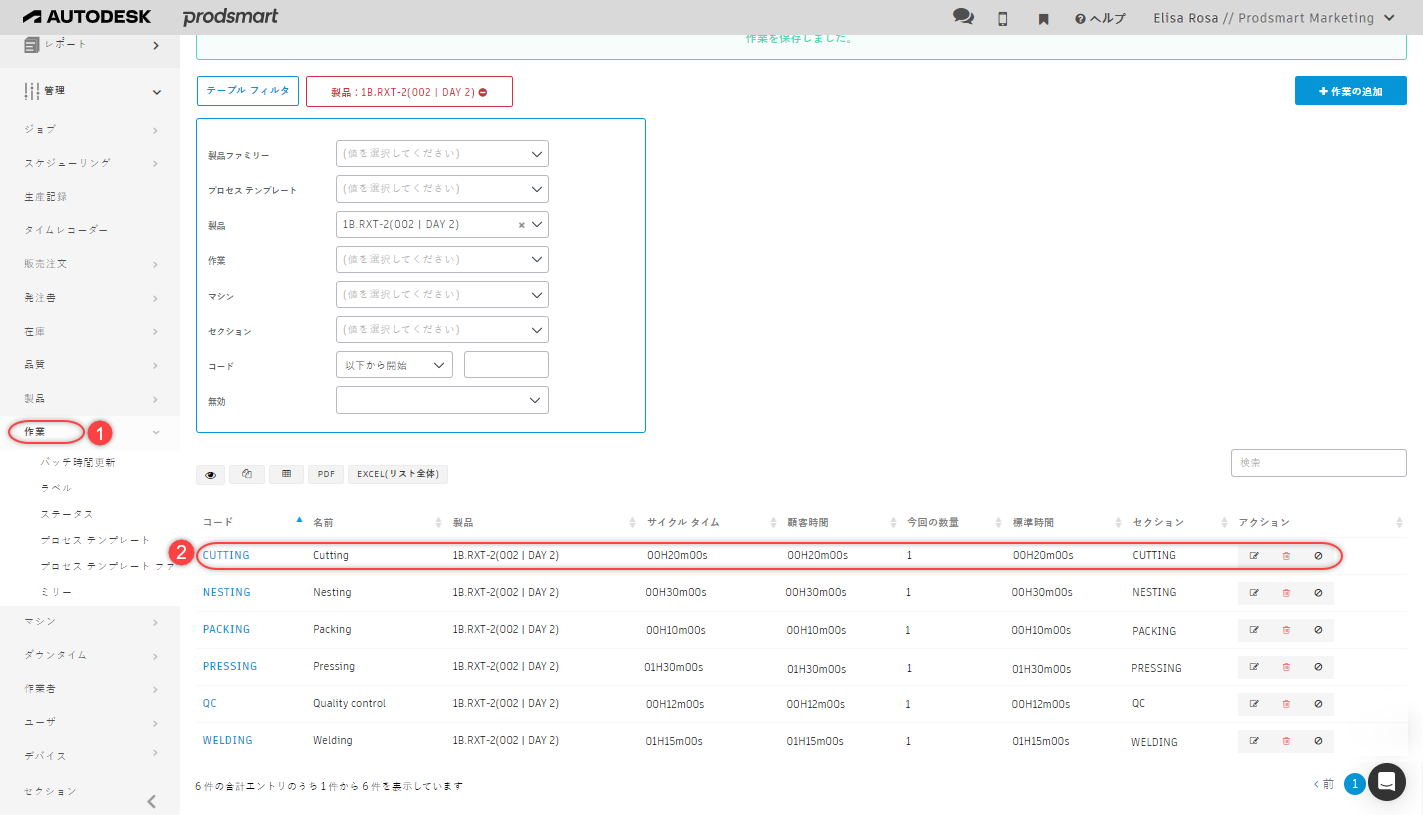 AUTODESK prodsmart
ヘルプ Elisa Rosa // Prodsmart Marketing
レポート
管理
ジョブ
スケジューリング
生産記録
タイムレコーダー
販売注文
発注書
在庫
品質
製品
作業
1
バッチ時間更新
ラベル
ステータス
プロセス テンプレート
プロセス テンプレート ファ
ミリー
マシン
ダウンタイム
作業者
ユーザ
デバイス
セクション
作業を保存しました。
テーブル フィルタ
製品 : 1B.RXT-2(002 | DAY 2)
作業の追加
製品ファミリー (値を選択してください)
プロセス テンプレート (値を選択してください)
製品 1B.RXT-2(002 | DAY 2)
作業 (値を選択してください)
マシン (値を選択してください)
セクション (値を選択してください)
コード 以下から開始
無効
PDF EXCEL(リスト全体)
検索
コード 名前 製品 サイクル タイム 顧客時間 今回の数量 標準時間 セクション アクション
2
CUTTING Cutting 1B.RXT-2(002 | DAY 2) 00H20m00s 00H20m00s 1 00H20m00s CUTTING
NESTING Nesting 1B.RXT-2(002 | DAY 2) 00H30m00s 00H30m00s 1 00H30m00s NESTING
PACKING Packing 1B.RXT-2(002 | DAY 2) 00H10m00s 00H10m00s 1 00H10m00s PACKING
PRESSING Pressing 1B.RXT-2(002 | DAY 2) 01H30m00s 01H30m00s 1 01H30m00s PRESSING
QC Quality control 1B.RXT-2(002 | DAY 2) 00H12m00s 00H12m00s 1 00H12m00s QC
WELDING Welding 1B.RXT-2(002 | DAY 2) 01H15m00s 01H15m00s 1 01H15m00s WELDING
6 件の合計エントリのうち 1 件から 6 件を表示しています
前 1